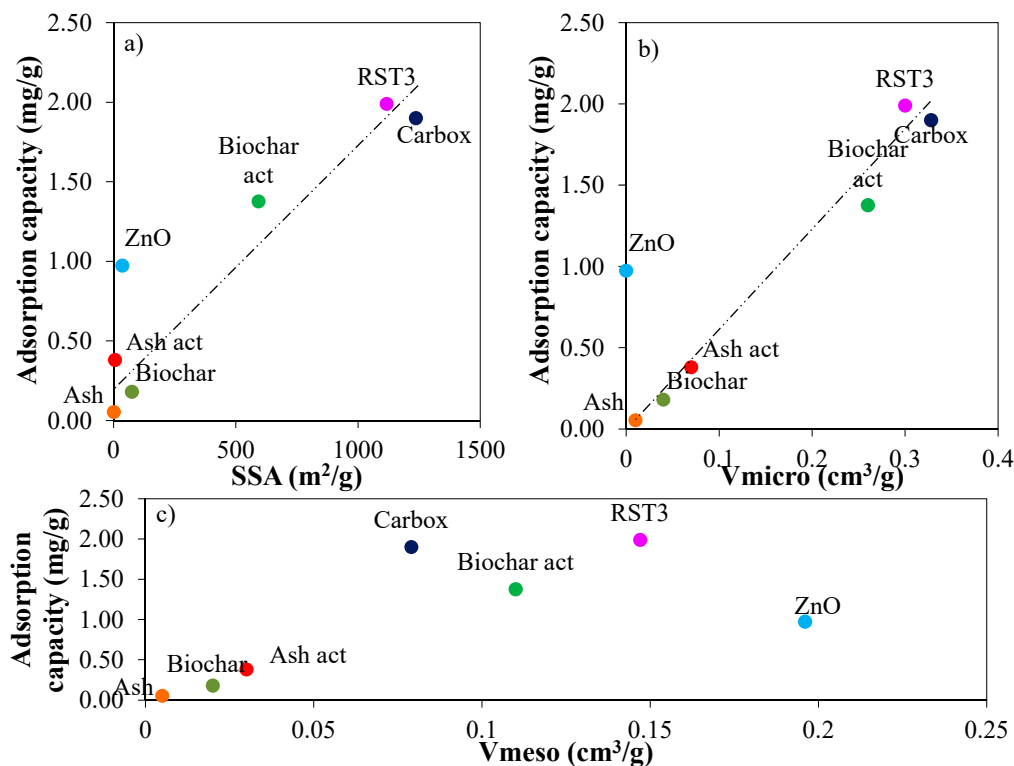 a)
Adsorption capacity (mg/g)
2.50
2.00
1.50
1.00
0.50
0.00
RST3
Carbox
Biochar
act
ZnO
Ash act
Biochar
Ash
0
500
1000
1500
SSA (m²/g)
b)
Adsorption capacity (mg/g)
2.50
2.00
1.50
1.00
0.50
0.00
RST3
Carbox
Biochar
act
ZnO
Ash act
Biochar
Ash
0
0.1
0.2
0.3
0.4
Vmicro (cm³/g)
c)
Adsorption
capacity (mg/g)
2.50
2.00
1.50
1.00
0.50
0.00
Carbox
RST3
Biochar act
ZnO
Biochar
Ash act
Ash
0
0.05
0.1
0.15
0.2
0.25
Vmeso (cm³/g)